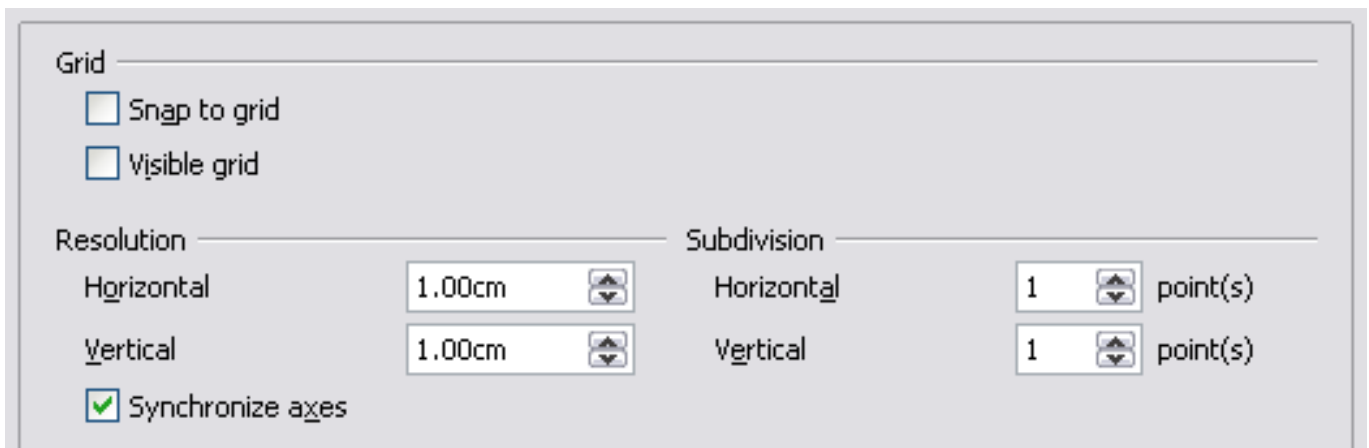 Grid
Snap to grid
Visible grid
Resolution
Subdivision
Horizontal 1.00cm
Horizontal 1 point(s)
Vertical 1.00cm
Vertical 1 point(s)
Synchronize axes